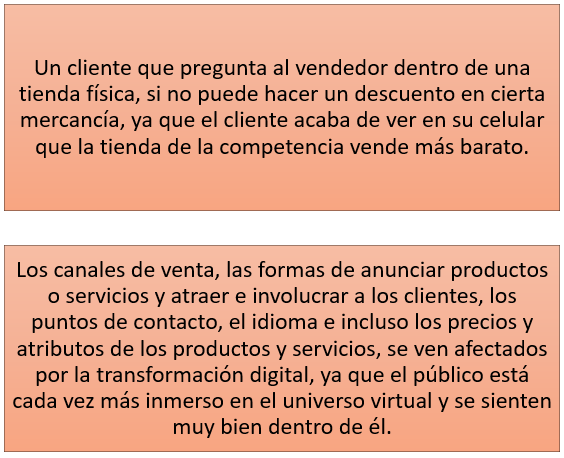 Un cliente que pregunta al vendedor dentro de una
tienda física, si no puede hacer un descuento en cierta
mercancía, ya que el cliente acaba de ver en su celular
que la tienda de la competencia vende más barato.
Los canales de venta, las formas de anunciar productos
o servicios y atraer e involucrar a los clientes, los
puntos de contacto, el idioma e incluso los precios y
atributos de los productos y servicios, se ven afectados
por la transformación digital, ya que el público está
cada vez más inmerso en el universo virtual y se sienten
muy bien dentro de él.